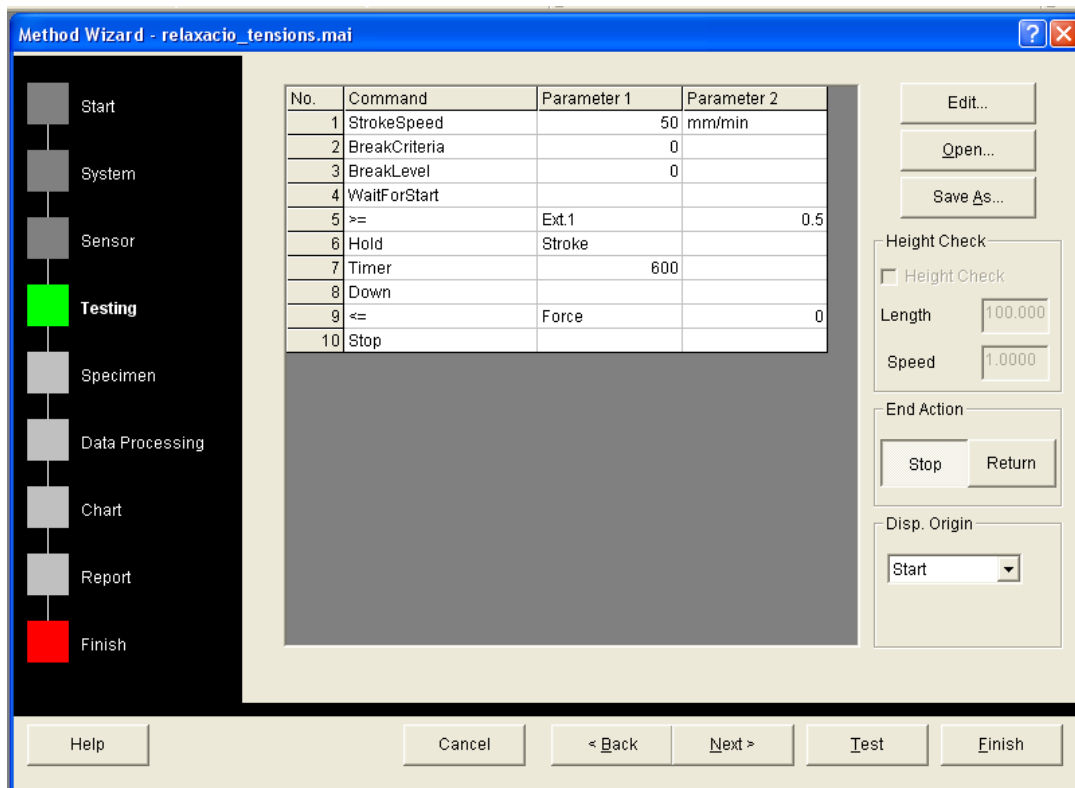 Method Wizard - relaxacio_tensions.mai
Start
System
Sensor
Testing
Specimen
Data Processing
Chart
Report
Finish
No. Command Parameter 1 Parameter 2
1 StrokeSpeed 50 mm/min
2 BreakCriteria 0
3 BreakLevel 0
4 WaitForStart
5 >= Ext.1 0.5
6 Hold Stroke
7 Timer 600
8 Down
9 <= Force 0
10 Stop
Edit...
Open...
Save As...
Height Check
Height Check
Length 100.000
Speed 1.0000
End Action
Stop Return
Disp. Origin
Start
Help Cancel < Back Next > Test Finish